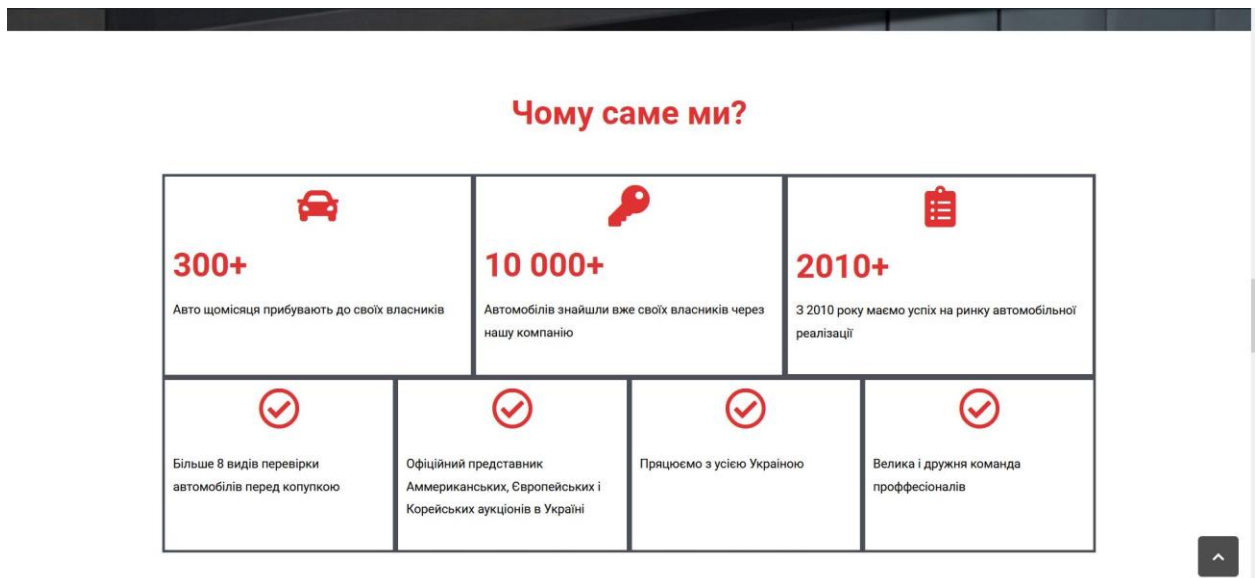 Чому саме ми?
300+
Авто щомісяця прибувають до своїх власників
10 000+
Автомобілів знайшли вже своїх власників через
нашу компанію
2010+
З 2010 року маємо успіх на ринку автомобільної
реалізації
Більше 8 видів перевірки
автомобілів перед копупкою
Офіційний представник
Аммериканських, Європейських і
Корейських аукціонів в Україні
Пряцюємо з усією Україною
Велика і дружня команда
проффесіоналів